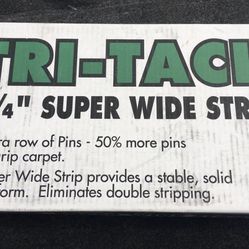 TRI-TACK
/4" SUPER WIDE STR
ra row of Pins - 50% more pins
rip carpet.
er Wide Strip provides a stable, solid
form. Eliminates double stripping.